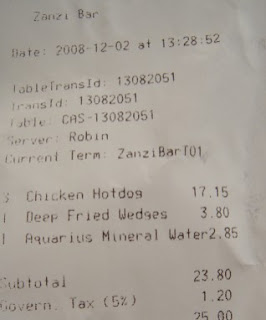 Zanzi Bar
Date: 2008-12-02 at 13:28:52
TableTransId: 13082051
TransId: 13082051
Table: CAS-13082051
Server: Robin
Current Term: ZanziBarT01
3 Chicken Hotdog 17.15
1 Deep Fried Wedges 3.80
1 Aquarius Mineral Water2.85
Subtotal 23.80
Govern. Tax (5%) 1.20
25.00